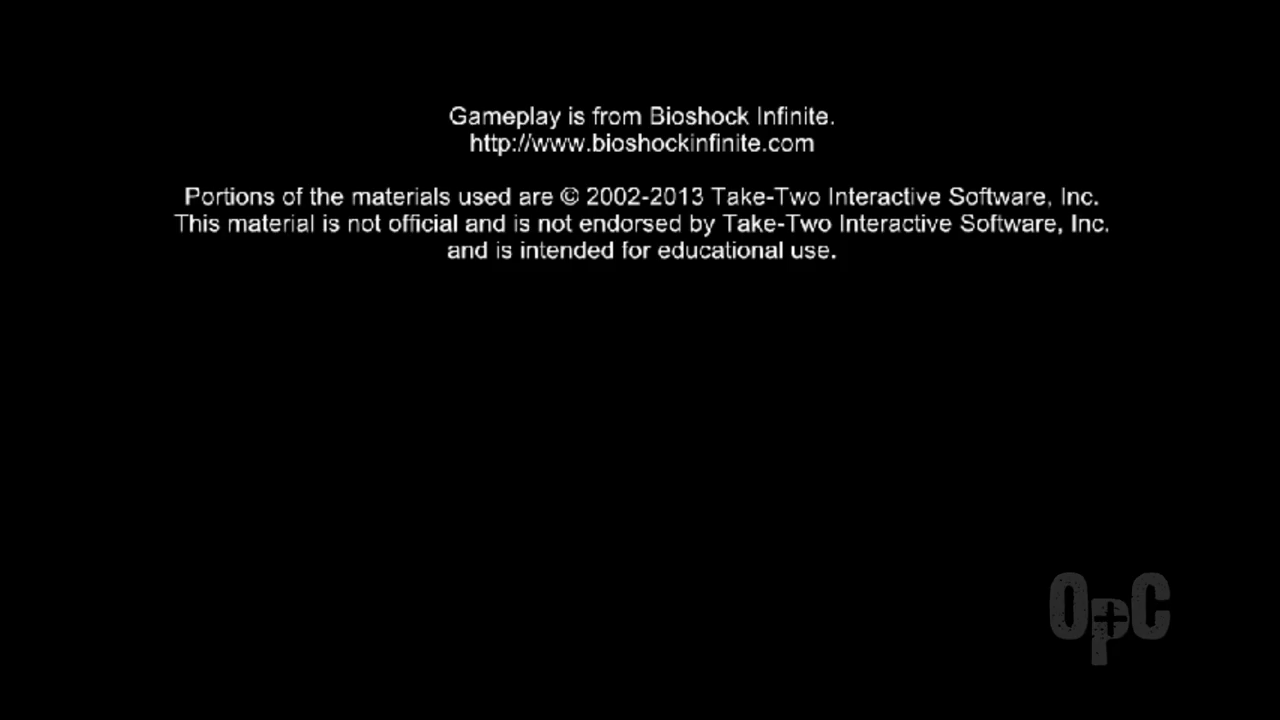 Gameplay is from Bioshock Infinite.
http://www.bioshockinfinite.com
Portions of the materials used are © 2002-2013 Take-Two Interactive Software, Inc.
This material is not official and is not endorsed by Take-Two Interactive Software, Inc.
and is intended for educational use.
OpC